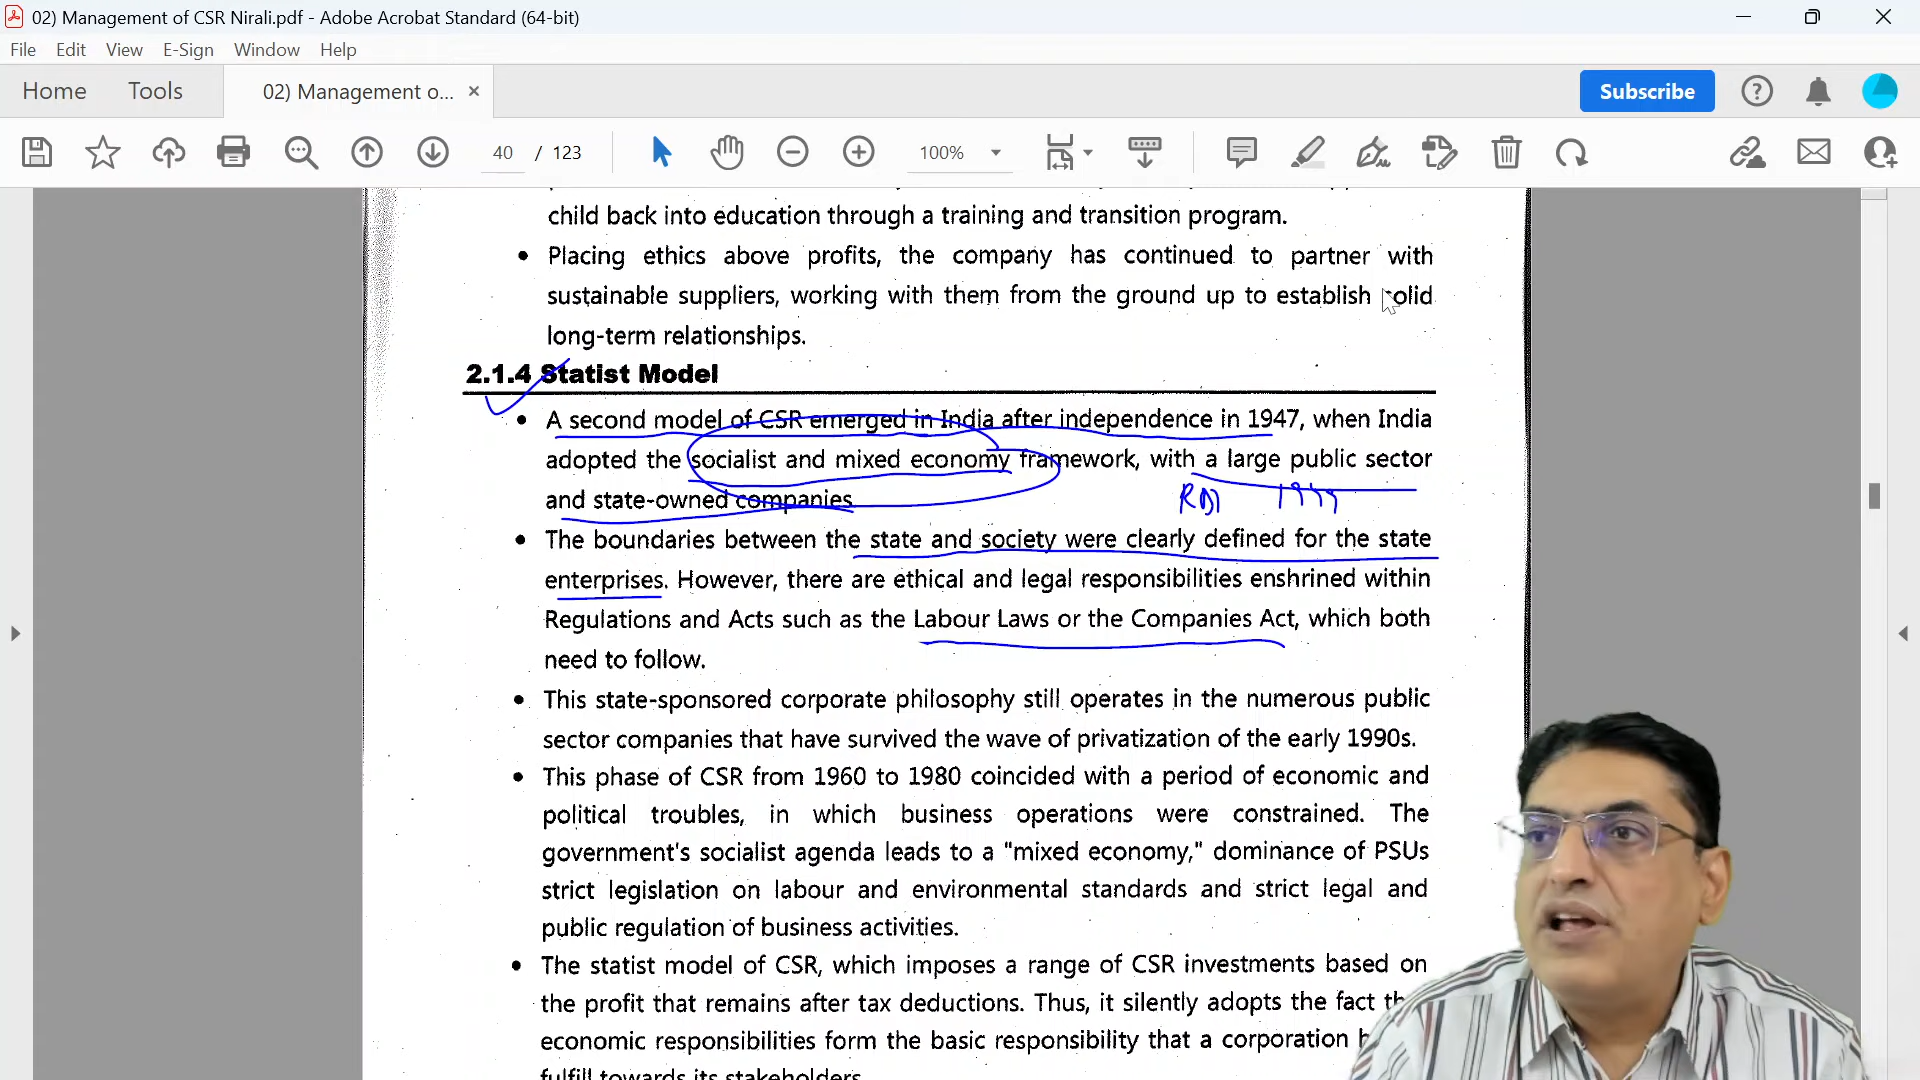 02) Management of CSR Nirali.pdf - Adobe Acrobat Standard (64-bit)
File Edit View E-Sign Window Help
Home Tools 02) Management o... × Subscribe
40 / 123 100%
child back into education through a training and transition program.
• Placing ethics above profits, the company has continued to partner with
sustainable suppliers, working with them from the ground up to establish solid
long-term relationships.
2.1.4 Statist Model
• A second model of CSR emerged in India after independence in 1947, when India
adopted the socialist and mixed economy framework, with a large public sector
and state-owned companies.
• The boundaries between the state and society were clearly defined for the state
enterprises. However, there are ethical and legal responsibilities enshrined within
Regulations and Acts such as the Labour Laws or the Companies Act, which both
need to follow.
• This state-sponsored corporate philosophy still operates in the numerous public
sector companies that have survived the wave of privatization of the early 1990s.
• This phase of CSR from 1960 to 1980 coincided with a period of economic and
political troubles, in which business operations were constrained. The
government's socialist agenda leads to a "mixed economy," dominance of PSUs
strict legislation on labour and environmental standards and strict legal and
public regulation of business activities.
• The statist model of CSR, which imposes a range of CSR investments based on
the profit that remains after tax deductions. Thus, it silently adopts the fact
economic responsibilities form the basic responsibility that a corporation
fulfill towards its stakeholders.